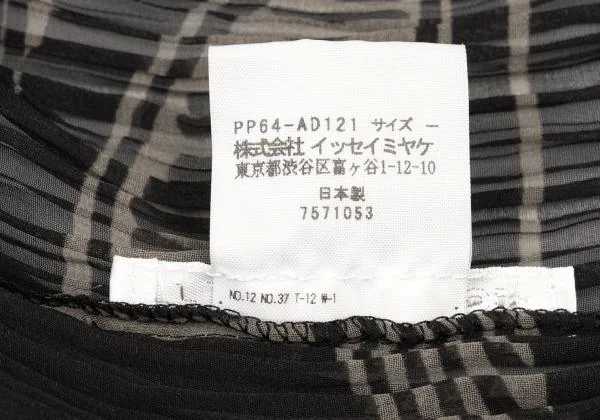 PP64-AD121 サイズ —
株式会社 イッセイミヤケ
東京都渋谷区富ヶ谷1-12-10
日本製
7571053
NO.12 NO.37 T-12 W-1